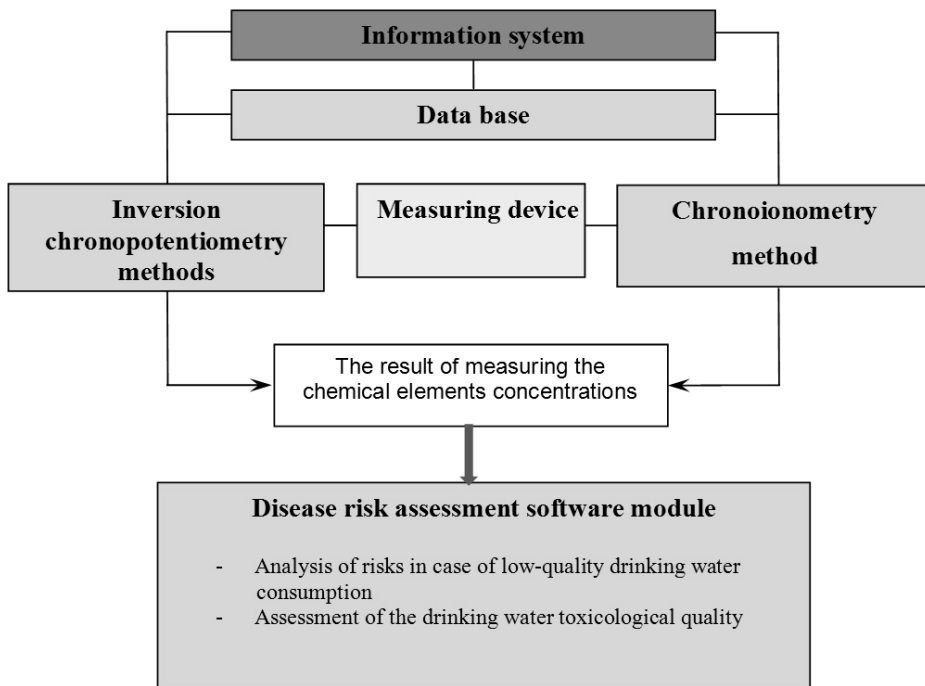 Information system
Data base
Inversion
chronopotentiometry
methods
Measuring device
Chronoionometry
method
The result of measuring the
chemical elements concentrations
Disease risk assessment software module
- Analysis of risks in case of low-quality drinking water
consumption
- Assessment of the drinking water toxicological quality